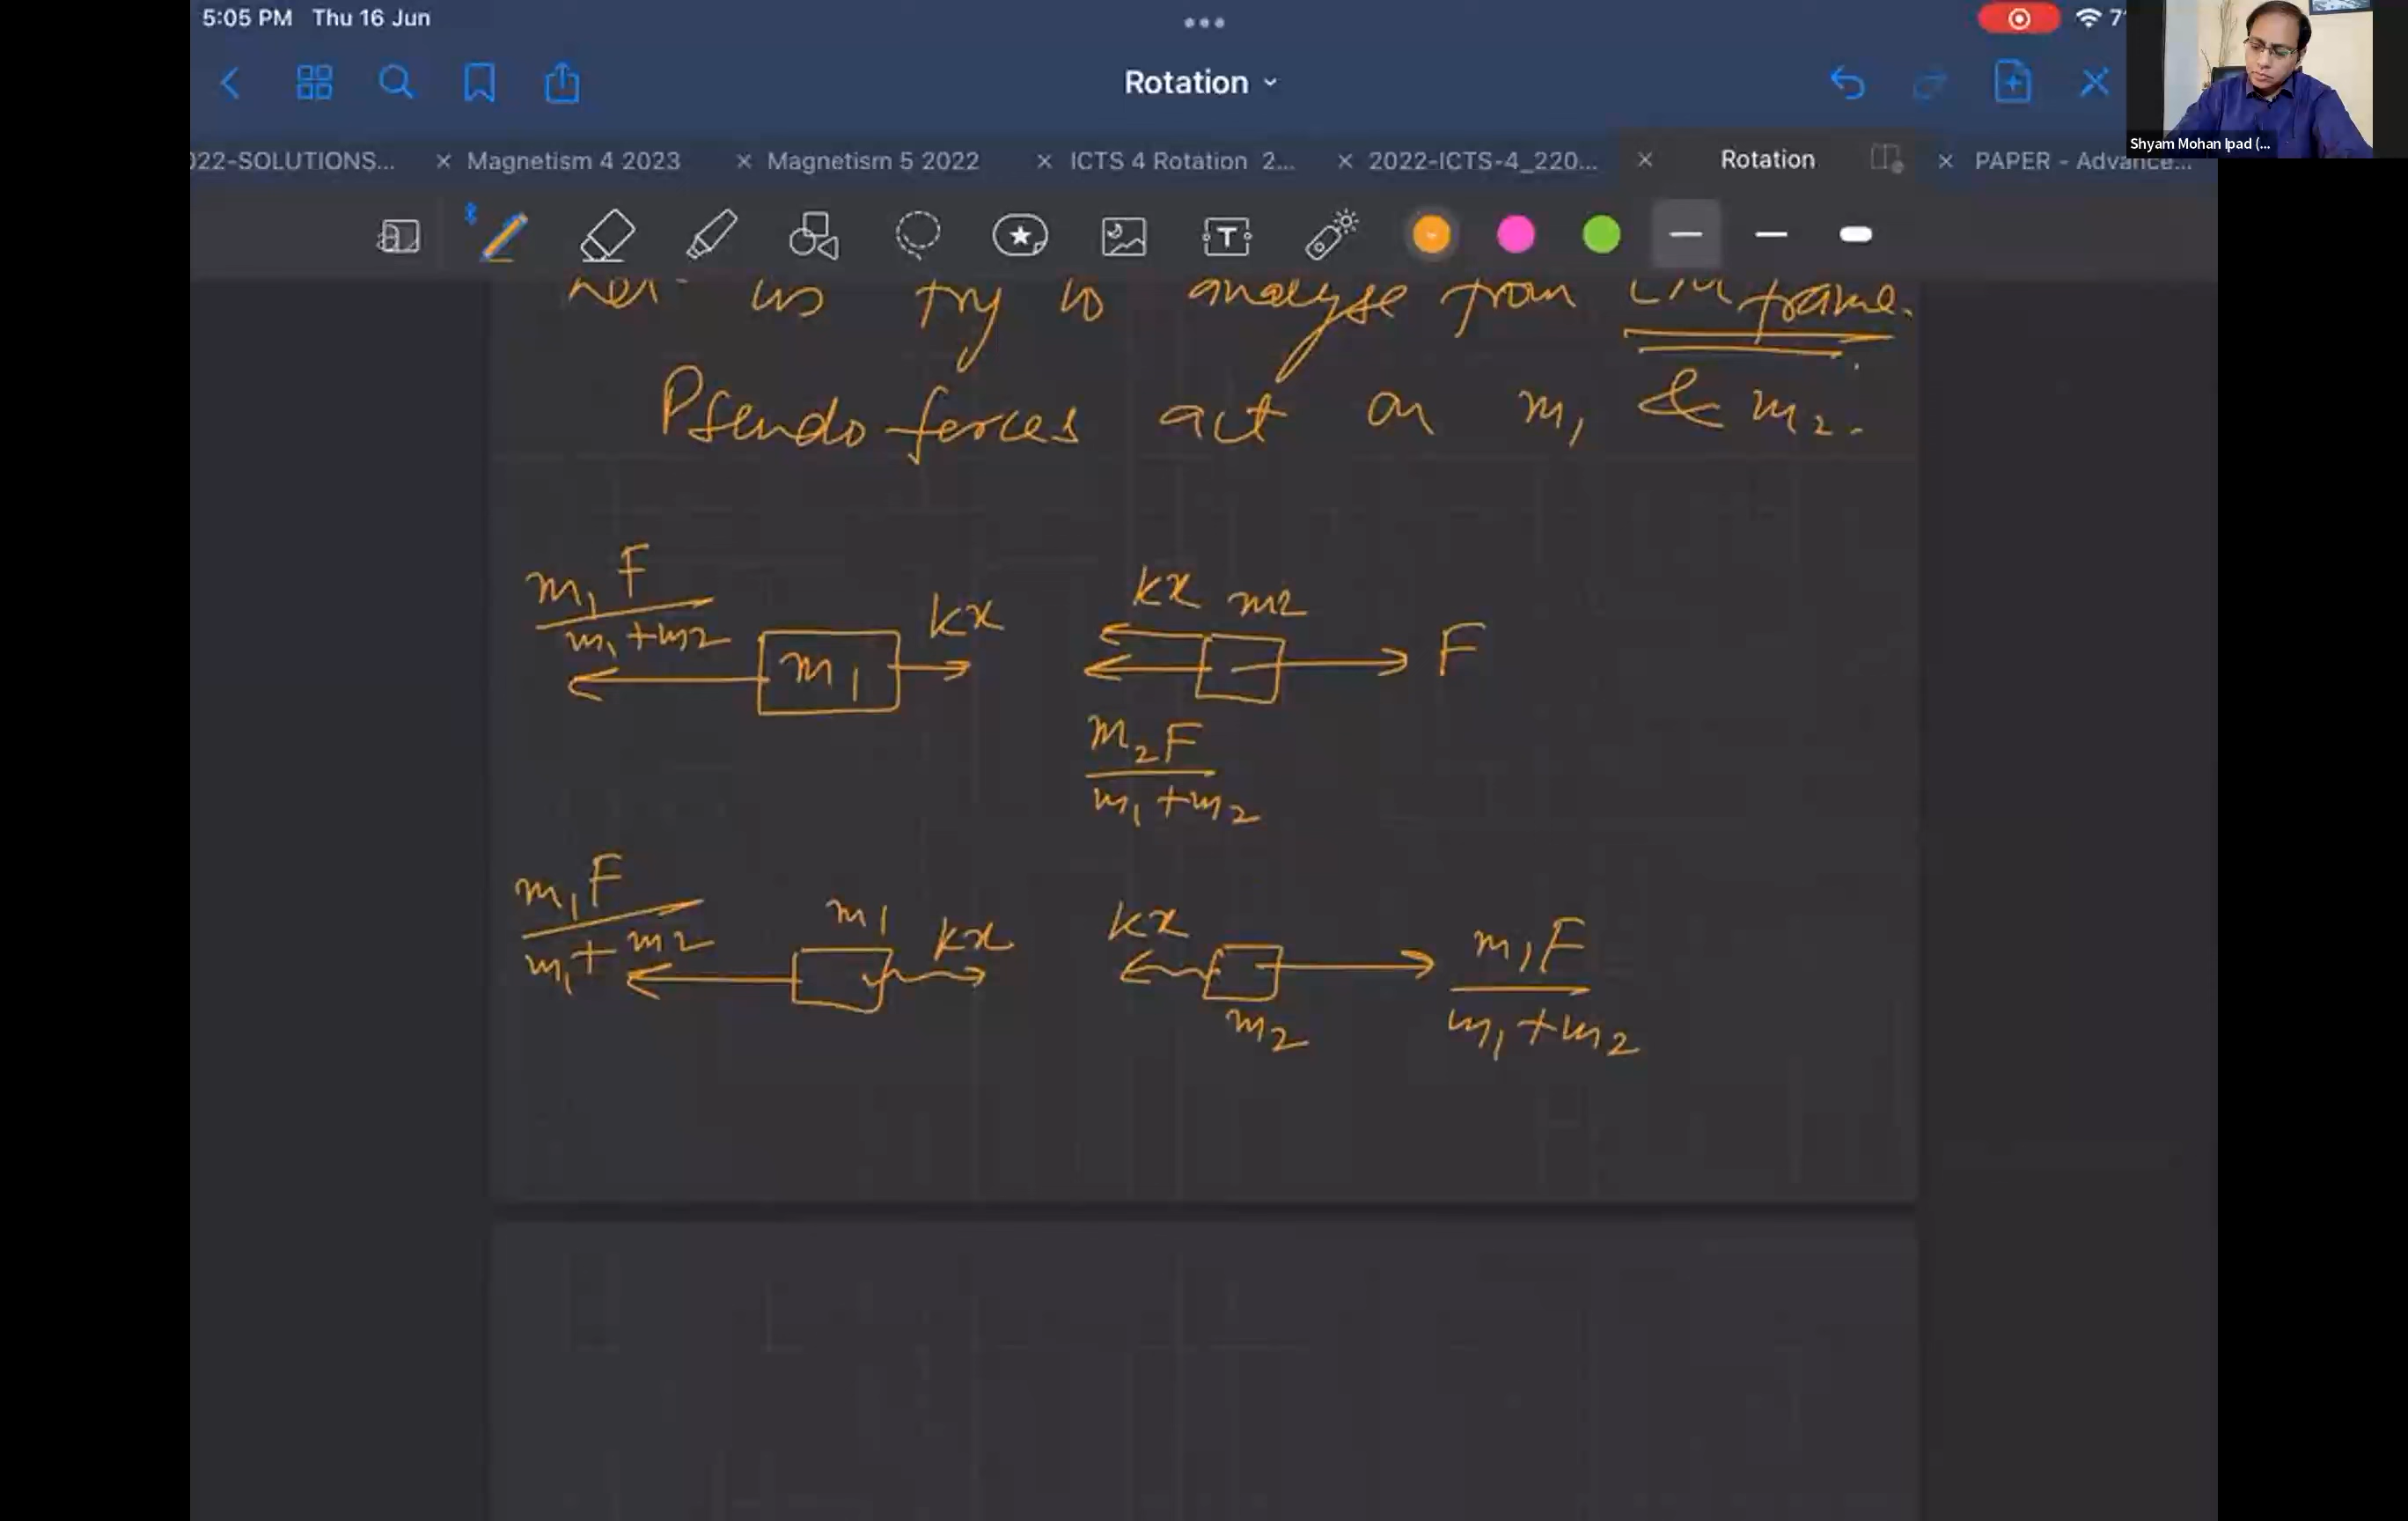 5:05 PM Thu 16 Jun
7
Rotation
022-SOLUTIONS... × Magnetism 4 2023 × Magnetism 5 2022 × ICTS 4 Rotation 2... × 2022-ICTS-4_220... × Rotation × PAPER - Advance...
Shyam Mohan Ipad (...
us try to analyse from CM frame.
Psendo forces act on m₁ & m₂.
m₁F
m₁+m₂
m₁
kx
kx m2
F
m₂F
m₁+m₂
m₁F
m₁+m2
m₁
kx
kx
m₂
m₁F
m₁+m₂